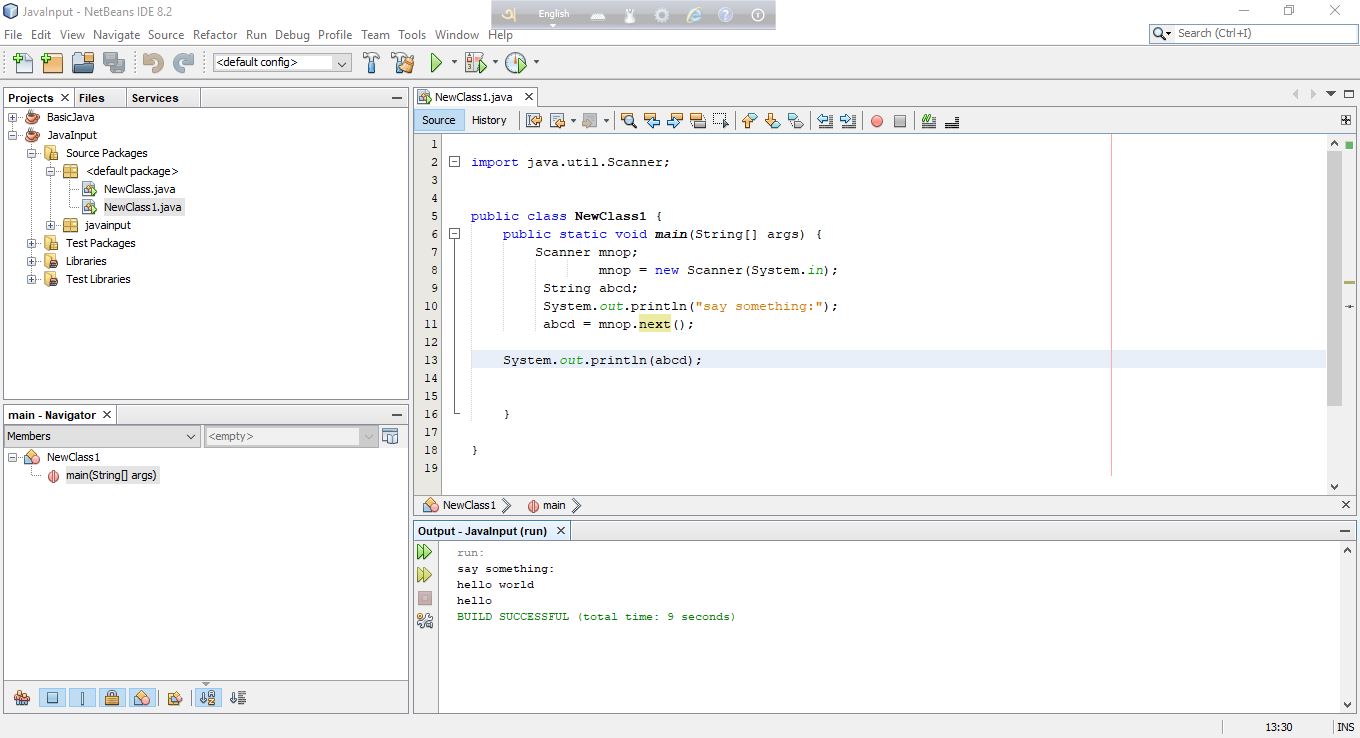 JavaInput - NetBeans IDE 8.2
English
File Edit View Navigate Source Refactor Run Debug Profile Team Tools Window Help
Search (Ctrl+I)
<default config>
Projects Files Services
BasicJava
JavaInput
Source Packages
<default package>
NewClass.java
NewClass1.java
javainput
Test Packages
Libraries
Test Libraries
main - Navigator
Members <empty>
NewClass1
main(String[] args)
NewClass1.java
Source History
1
2 import java.util.Scanner;
3
4
5 public class NewClass1 {
6 public static void main(String[] args) {
7 Scanner mnop;
8 mnop = new Scanner(System.in);
9 String abcd;
10 System.out.println("say something:");
11 abcd = mnop.next();
12
13 System.out.println(abcd);
14
15
16 }
17
18 }
19
NewClass1 main
Output - JavaInput (run)
run:
say something:
hello world
hello
BUILD SUCCESSFUL (total time: 9 seconds)
13:30 INS